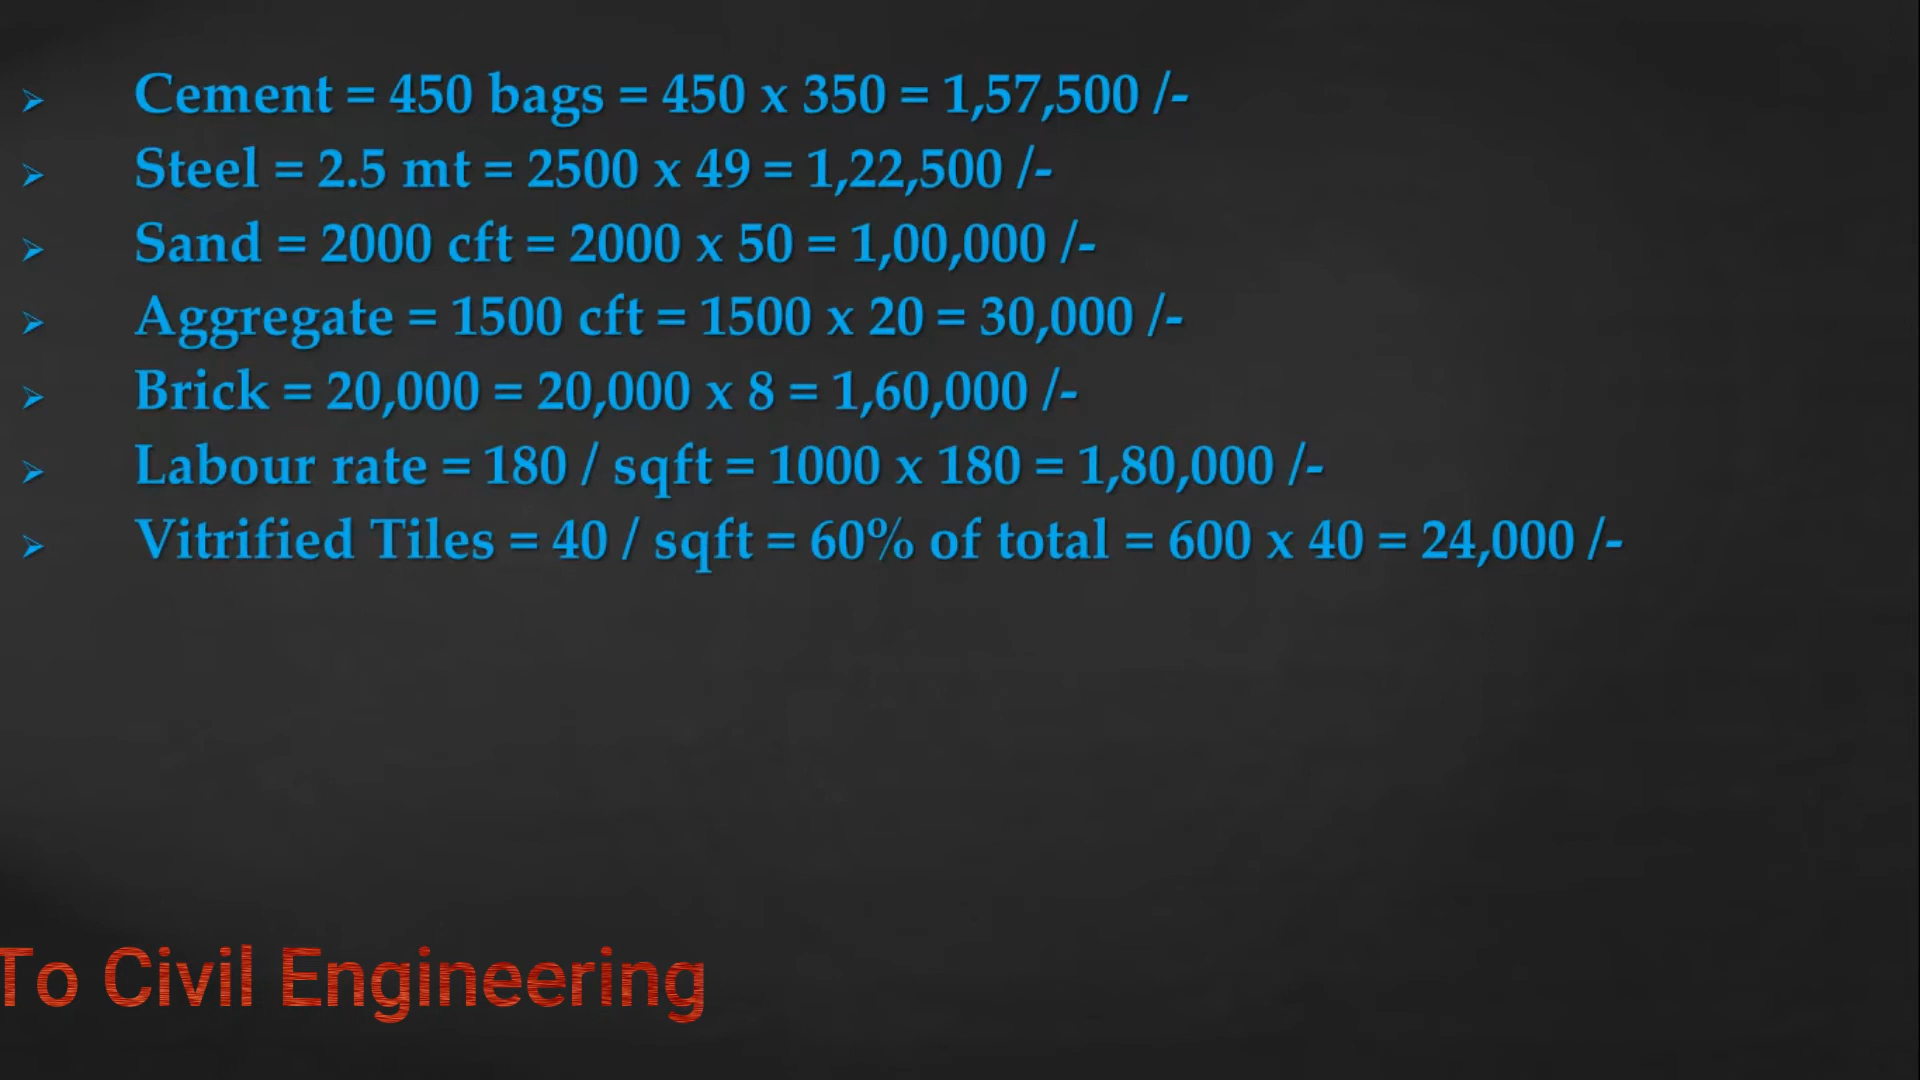 Cement = 450 bags = 450 x 350 = 1,57,500 /-
Steel = 2.5 mt = 2500 x 49 = 1,22,500 /-
Sand = 2000 cft = 2000 x 50 = 1,00,000 /-
Aggregate = 1500 cft = 1500 x 20 = 30,000 /-
Brick = 20,000 = 20,000 x 8 = 1,60,000 /-
Labour rate = 180 / sqft = 1000 x 180 = 1,80,000 /-
Vitrified Tiles = 40 / sqft = 60% of total = 600 x 40 = 24,000 /-
To Civil Engineering